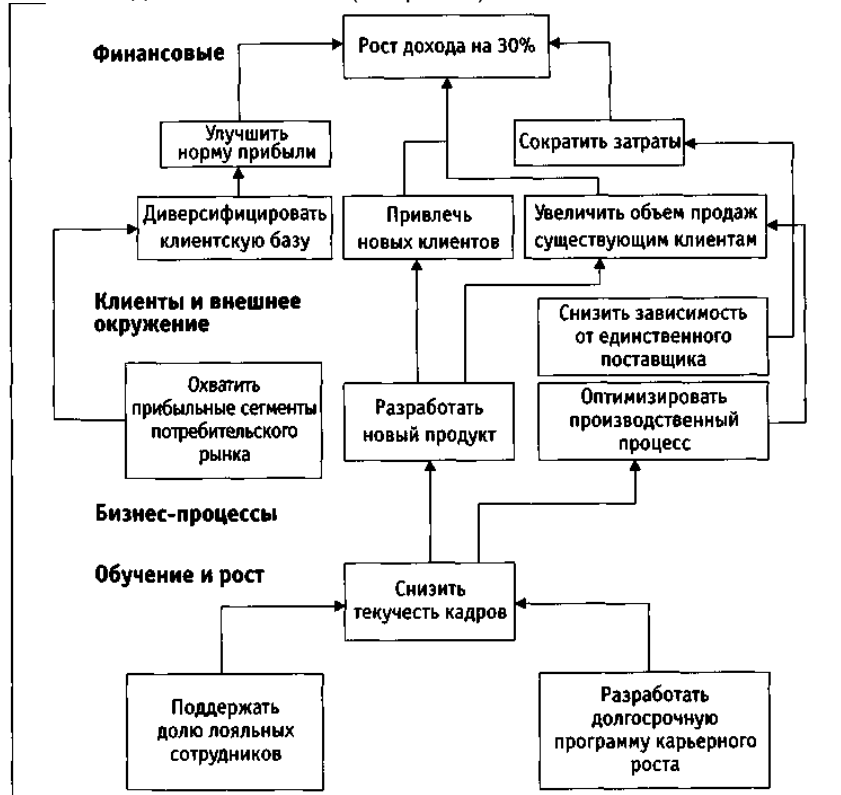 Финансовые
Рост дохода на 30%
Улучшить
норму прибыли
Сократить затраты
Диверсифицировать
клиентскую базу
Привлечь
новых клиентов
Увеличить объем продаж
существующим клиентам
Клиенты и внешнее
окружение
Снизить зависимость
от единственного
поставщика
Охватить
прибыльные сегменты
потребительского
рынка
Разработать
новый продукт
Оптимизировать
производственный
процесс
Бизнес-процессы
Обучение и рост
Снизить
текучесть кадров
Поддержать
долю лояльных
сотрудников
Разработать
долгосрочную
программу карьерного
роста